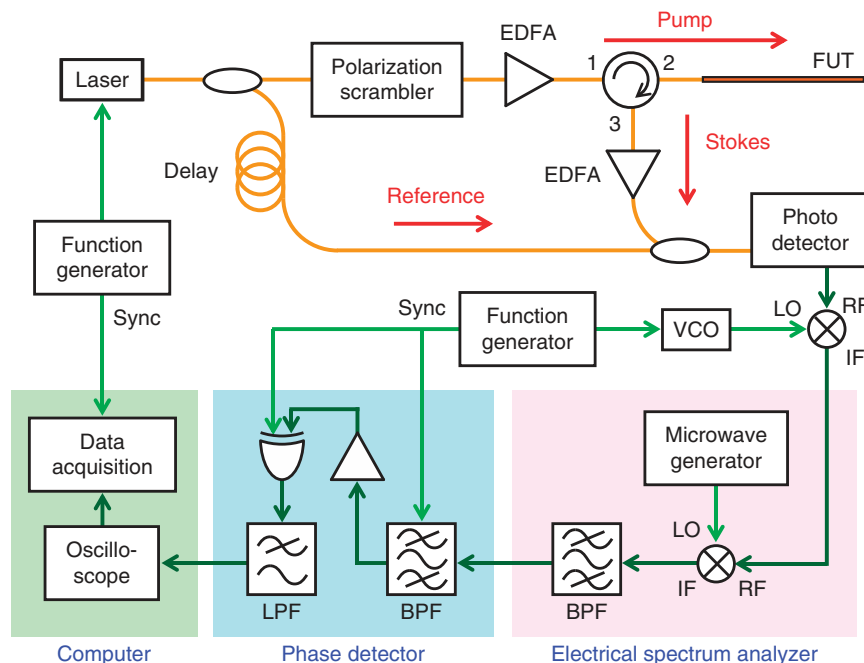 EDFA
Pump
Laser
Polarization
scrambler
1
2
3
FUT
Delay
EDFA
Stokes
Reference
Photo
detector
Function
generator
Sync
Sync
Function
generator
VCO
LO
RF
IF
Data
acquisition
Microwave
generator
Oscillo-
scope
LPF
BPF
BPF
LO
IF
RF
Computer
Phase detector
Electrical spectrum analyzer